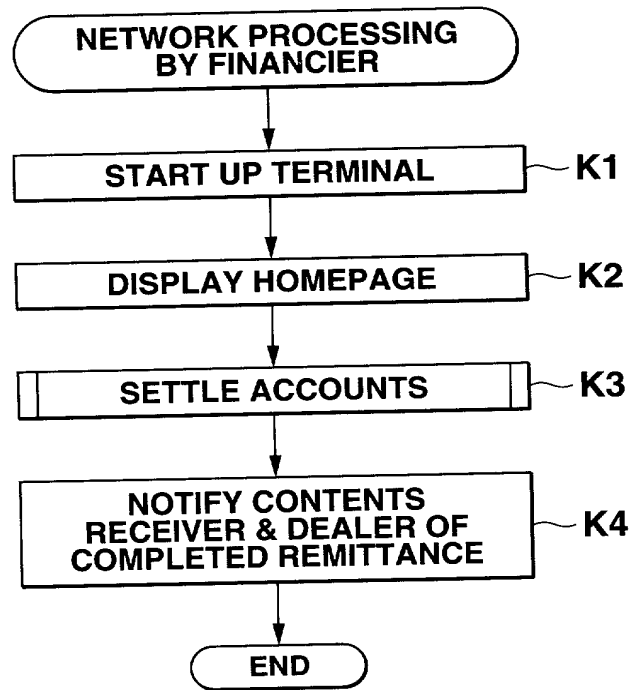 NETWORK PROCESSING
BY FINANCIER
START UP TERMINAL
K1
DISPLAY HOMEPAGE
K2
SETTLE ACCOUNTS
K3
NOTIFY CONTENTS
RECEIVER & DEALER OF
COMPLETED REMITTANCE
K4
END